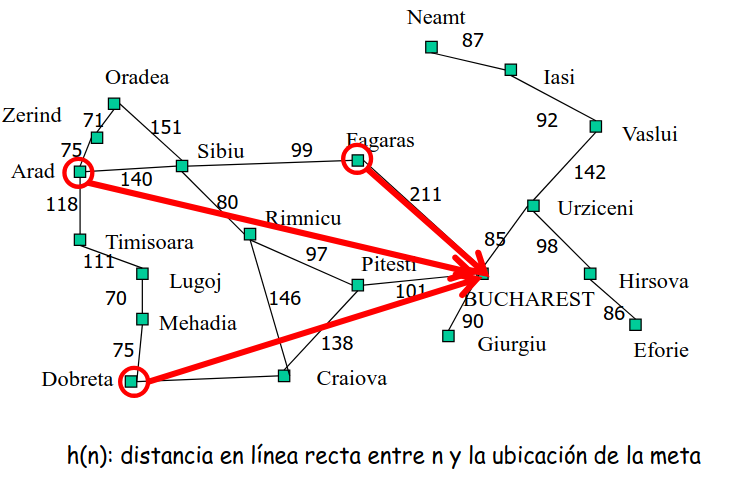 Neamt
87
Oradea
Iasi
Zerind
71
92
151
Vaslui
Fagaras
75
Sibiu
99
Arad
140
142
118
80
211
Urziceni
Rimnicu
Timisoara
85
98
111
97
Pitesti
Lugoj
101
BUCHAREST
Hirsova
70
146
90
86
Mehadia
138
Giurgiu
Eforie
75
Dobreta
Craiova
h(n): distancia en línea recta entre n y la ubicación de la meta